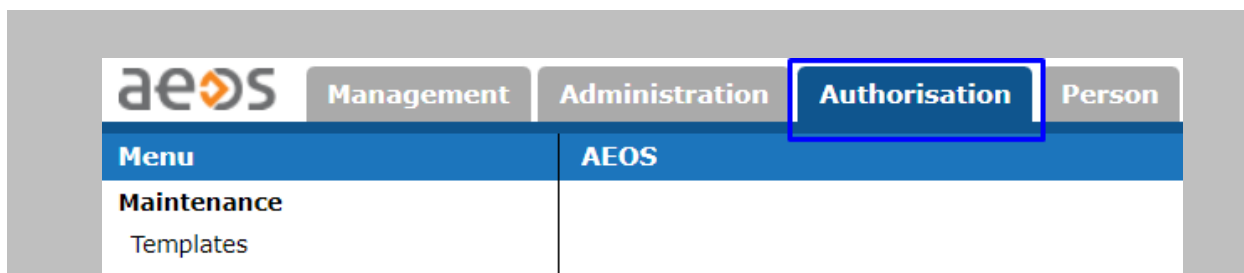 aeos Management Administration Authorisation Person
Menu AEOS
Maintenance
Templates